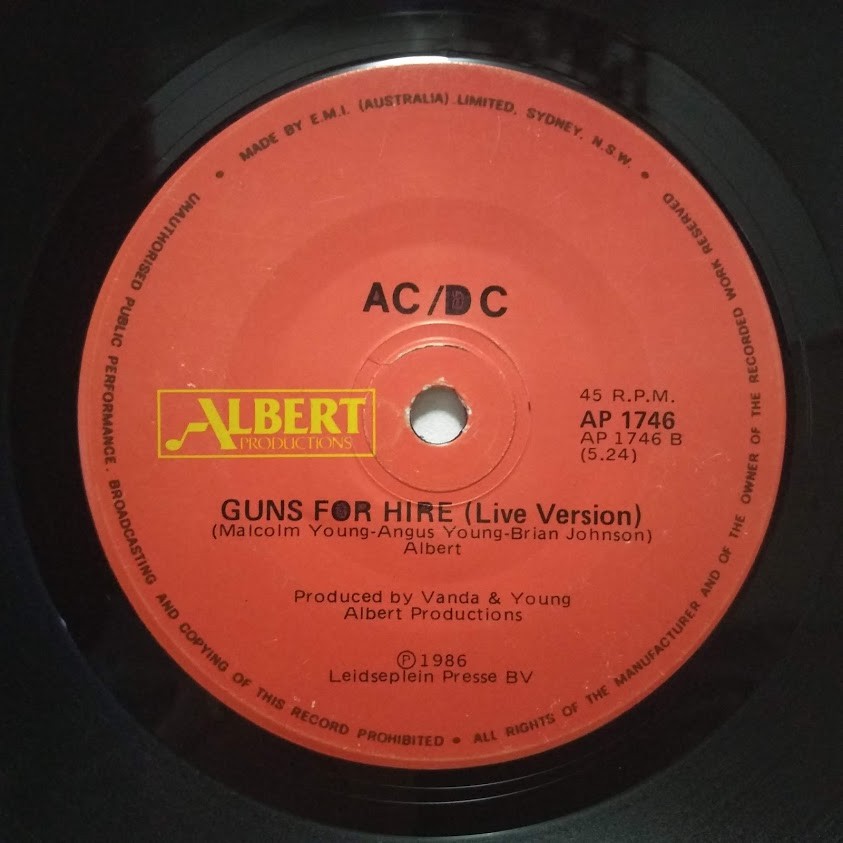 MADE BY E.M.I. (AUSTRALIA) LIMITED, SYDNEY, N.S.W. •
UNAUTHORISED PUBLIC PERFORMANCE. BROADCASTING AND COPYING OF THIS RECORD PROHIBITED • ALL RIGHTS OF THE MANUFACTURER AND OF THE OWNER OF THE RECORDED WORK RESERVED •
AC/DC
ALBERT
PRODUCTIONS
45 R.P.M.
AP 1746
AP 1746 B
(5.24)
GUNS FOR HIRE (Live Version)
(Malcolm Young-Angus Young-Brian Johnson)
Albert
Produced by Vanda & Young
Albert Productions
℗ 1986
Leidseplein Presse BV